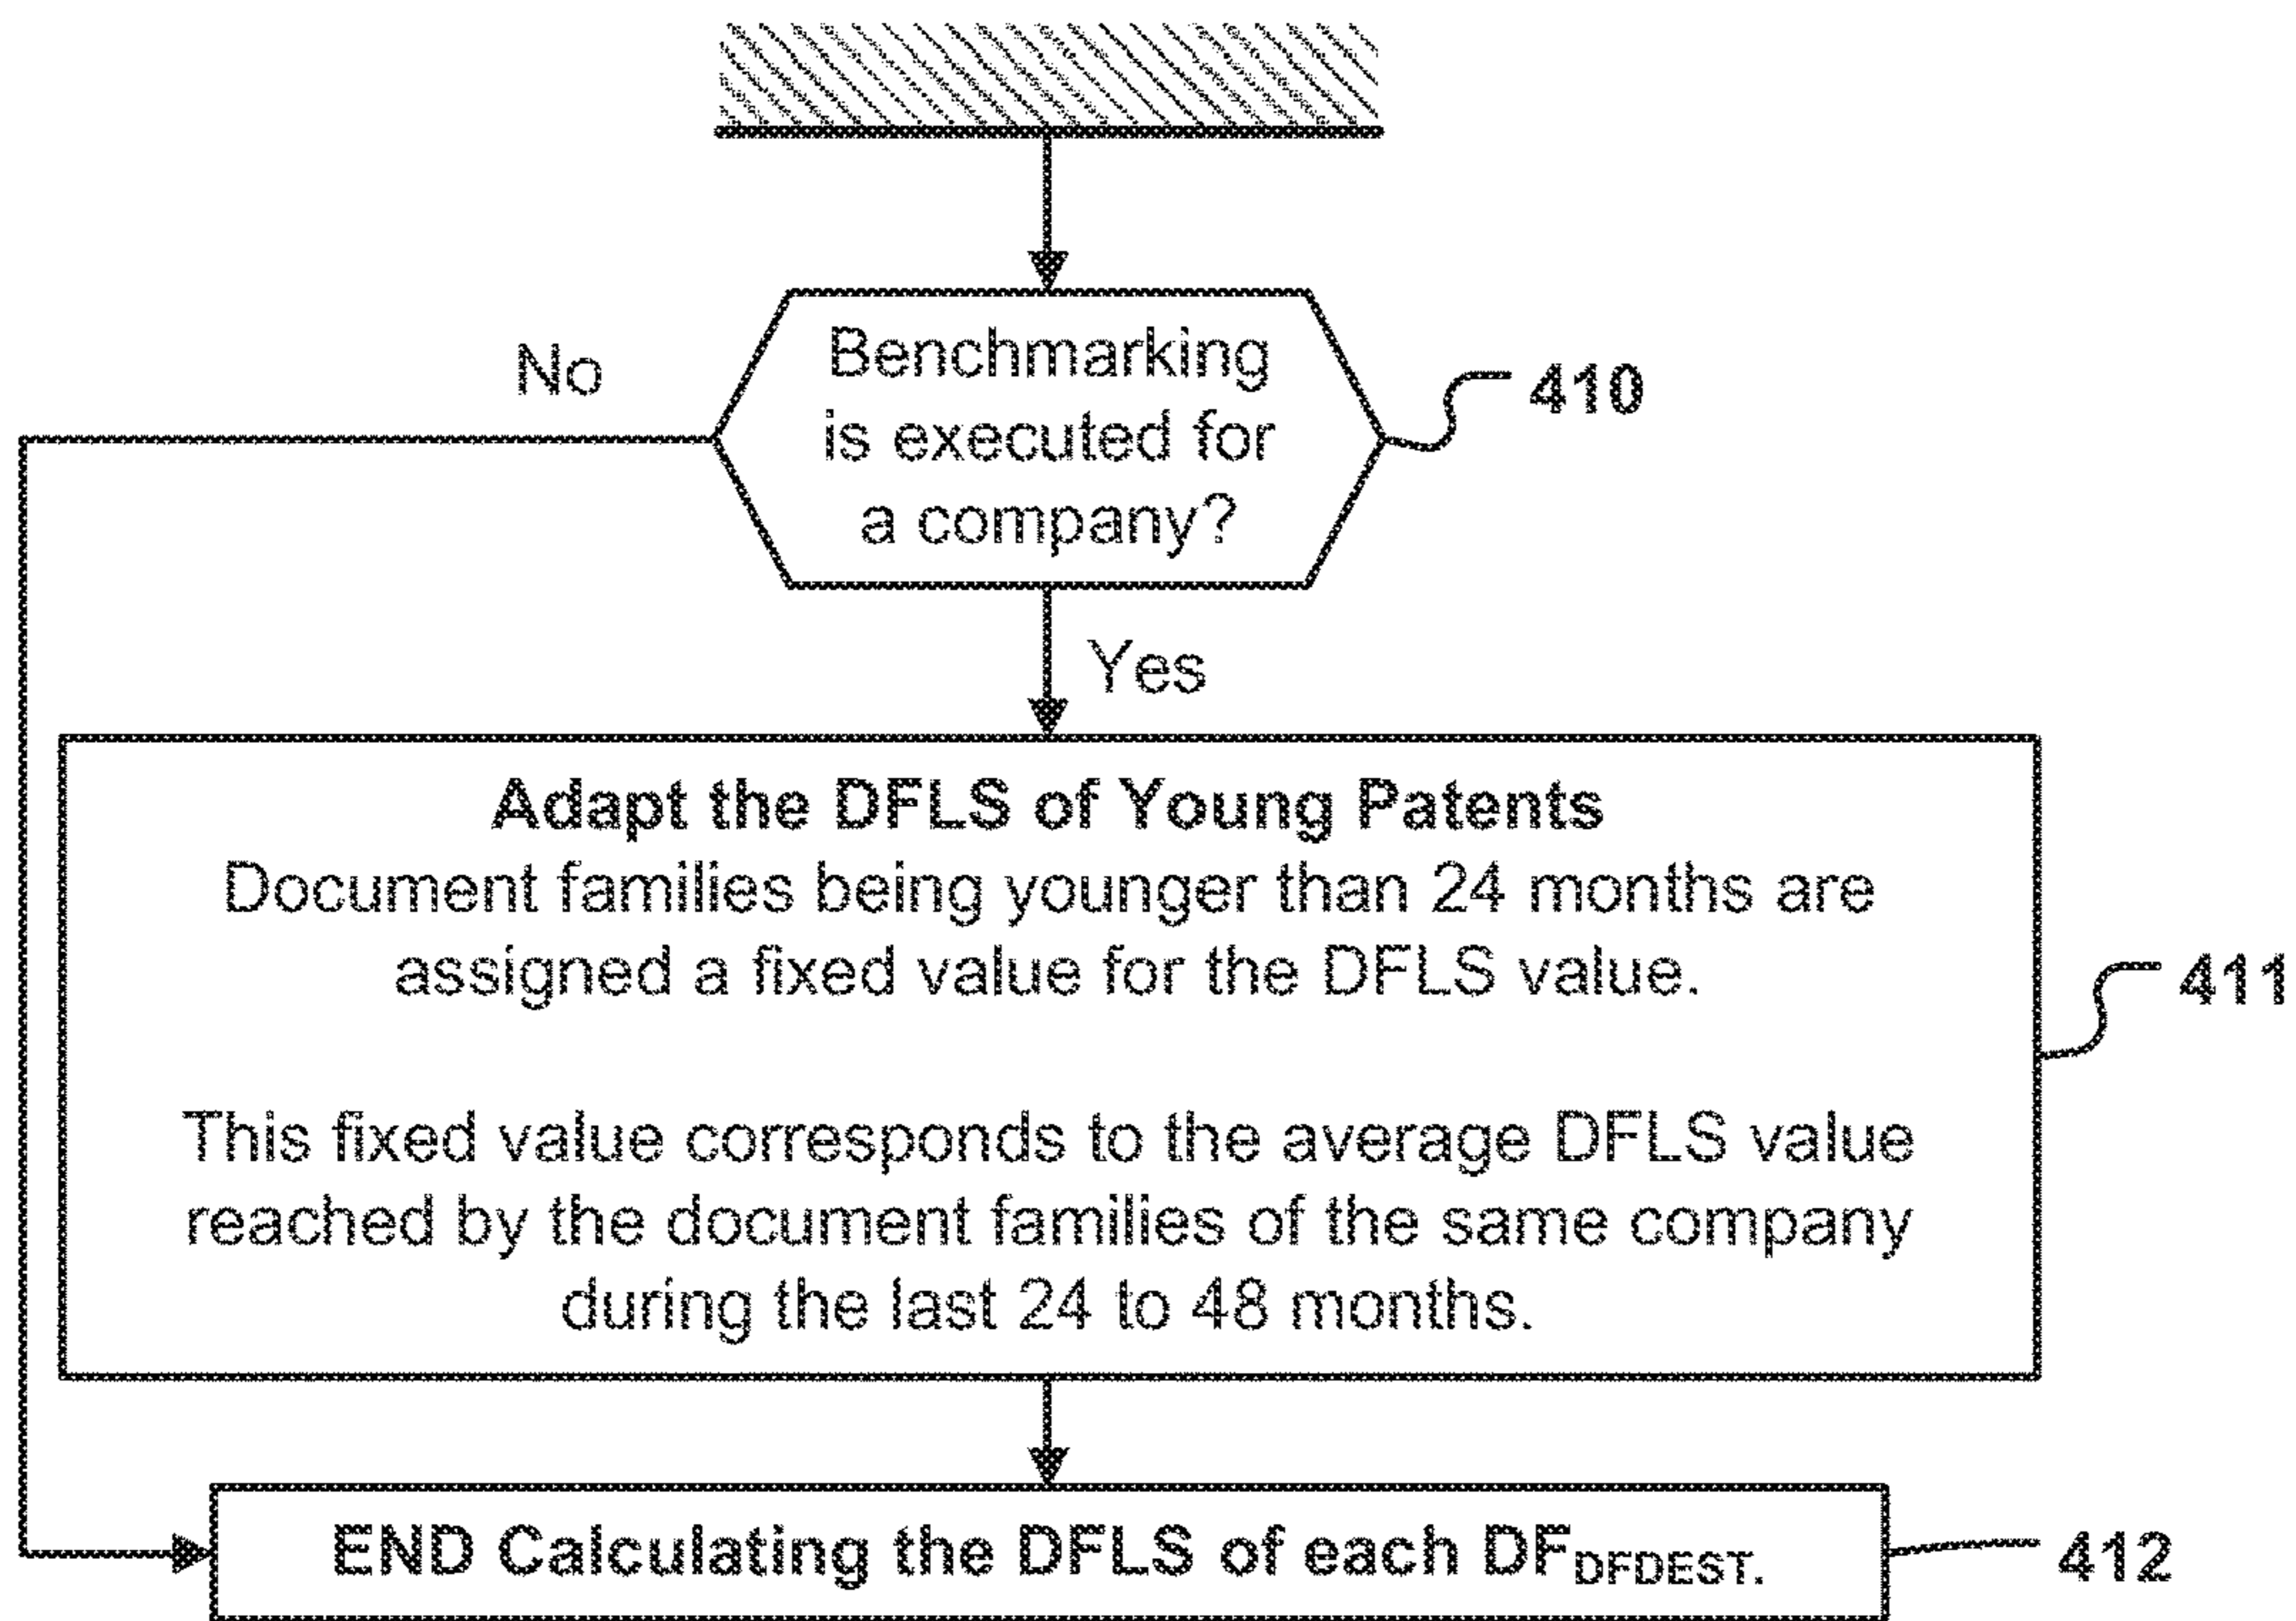 Benchmarking
is executed for
a company?
No
410
Yes
Adapt the DFLS of Young Patents
Document families being younger than 24 months are
assigned a fixed value for the DFLS value.
This fixed value corresponds to the average DFLS value
reached by the document families of the same company
during the last 24 to 48 months.
411
END Calculating the DFLS of each DF_DFDEST.
412